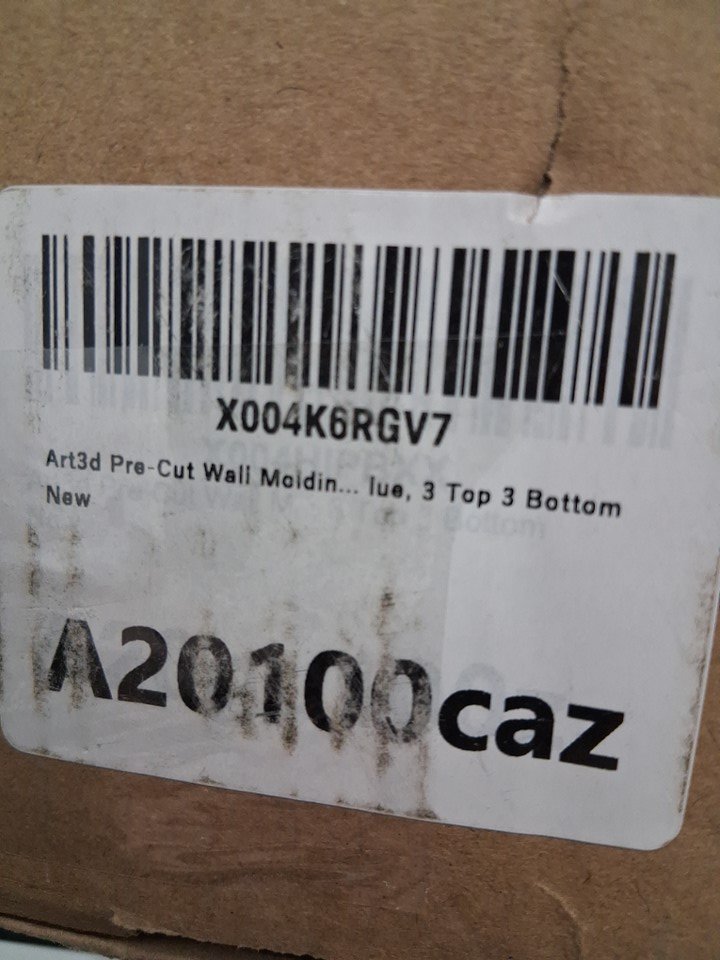 X004K6RGV7
Art3d Pre-Cut Wall Moldin... lue, 3 Top 3 Bottom
New
A20100caz